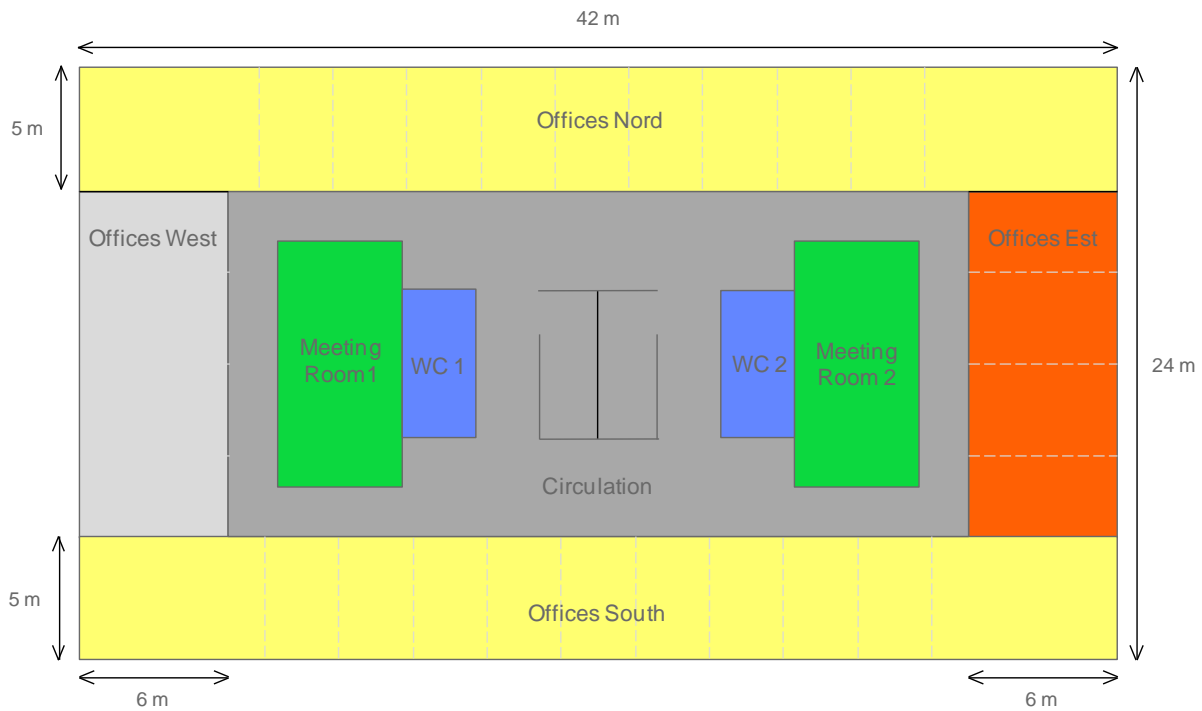 42 m
5 m
Offices Nord
Offices West
Offices Est
Meeting
Room1
WC 1
WC 2
Meeting
Room 2
24 m
Circulation
5 m
Offices South
6 m
6 m